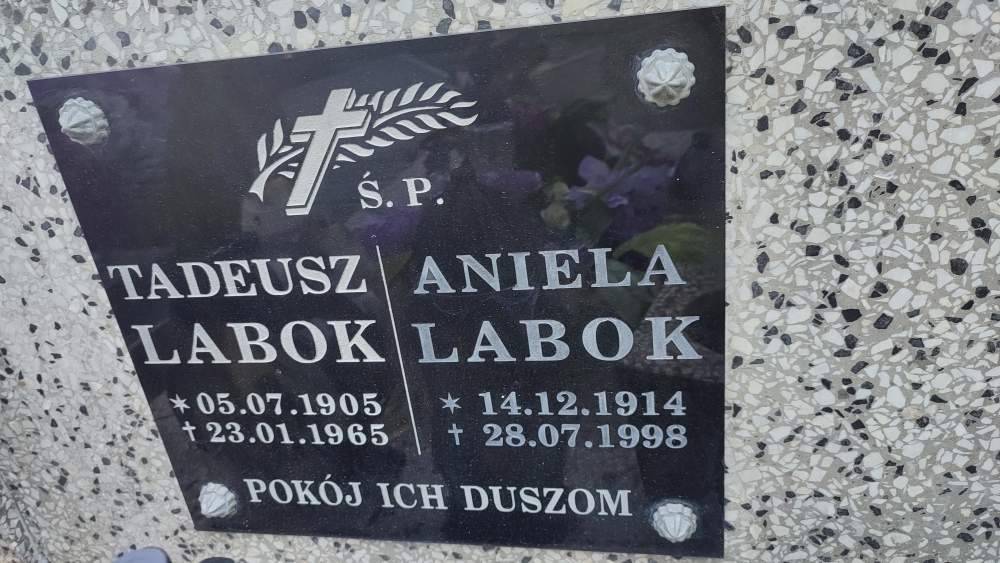 Ś. P.
TADEUSZ
LABOK
* 05.07.1905
† 23.01.1965
ANIELA
LABOK
* 14.12.1914
† 28.07.1998
POKÓJ ICH DUSZOM